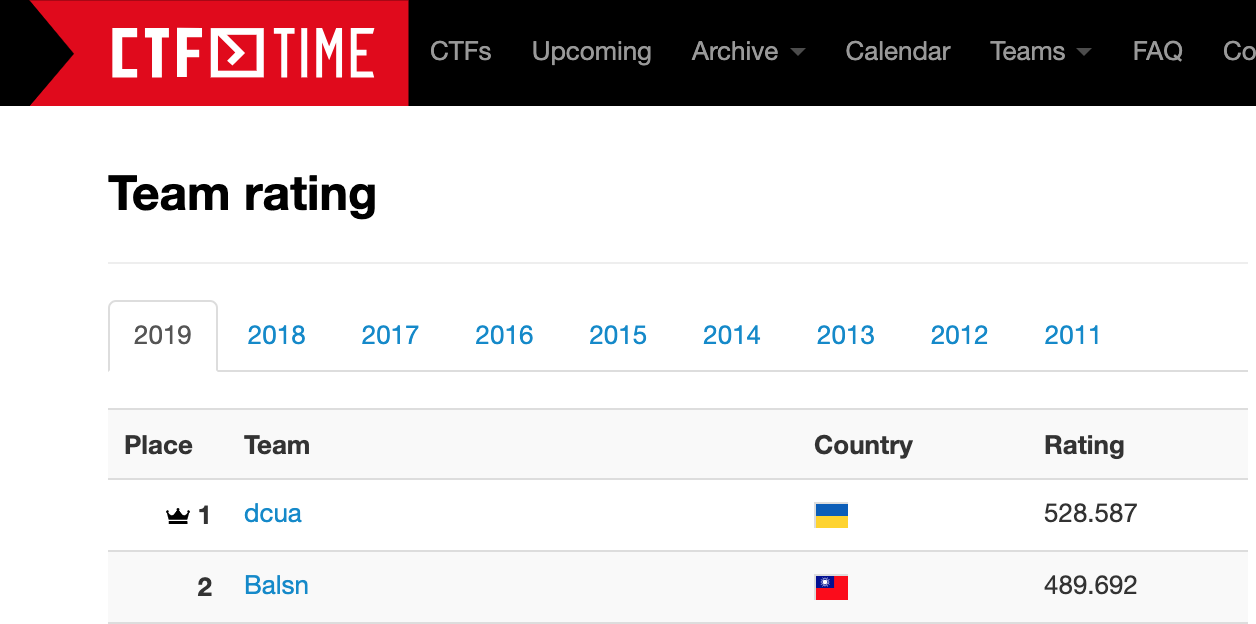 CTF TIME CTFs Upcoming Archive Calendar Teams FAQ Co
Team rating
2019 2018 2017 2016 2015 2014 2013 2012 2011
Place Team Country Rating
1 dcua 528.587
2 Balsn 489.692